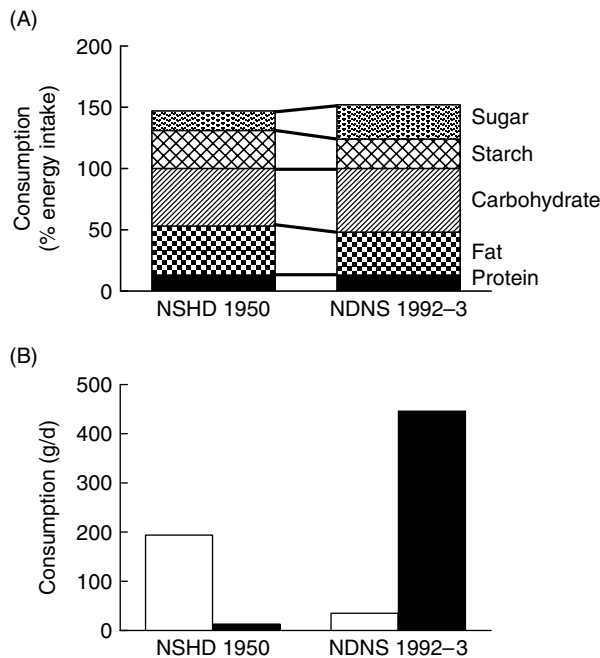 (A)
200
150
100
50
0
Consumption
(% energy intake)
Sugar
Starch
Carbohydrate
Fat
Protein
NSHD 1950
NDNS 1992–3
(B)
500
400
300
200
100
0
Consumption (g/d)
NSHD 1950
NDNS 1992–3